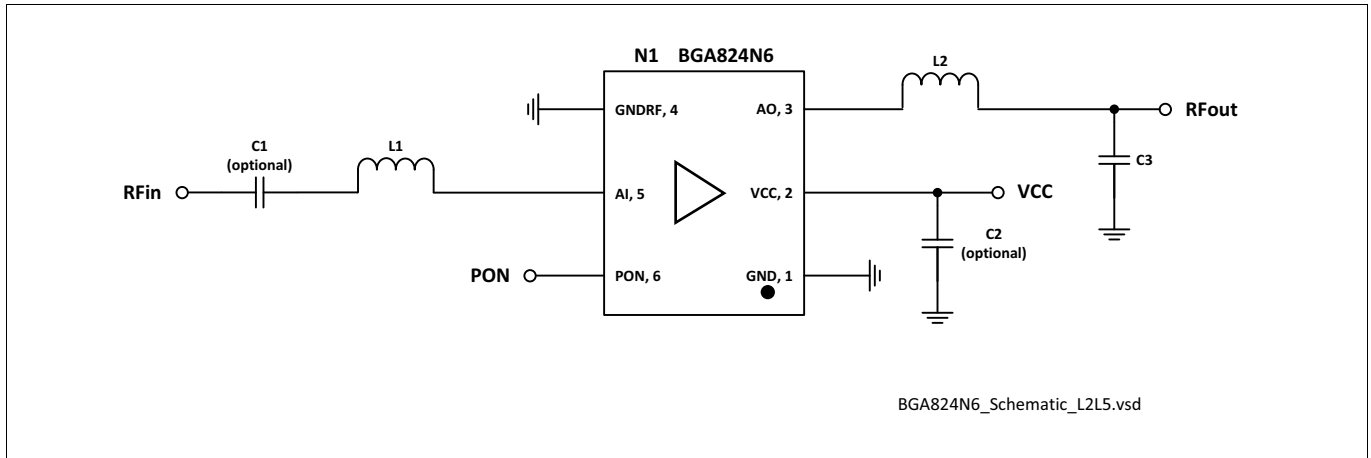 N1 BGA824N6
L2
GNDRF, 4
AO, 3
RFout
C1
(optional)
L1
C3
RFin
AI, 5
VCC, 2
VCC
C2
(optional)
PON
PON, 6
GND, 1
BGA824N6_Schematic_L2L5.vsd